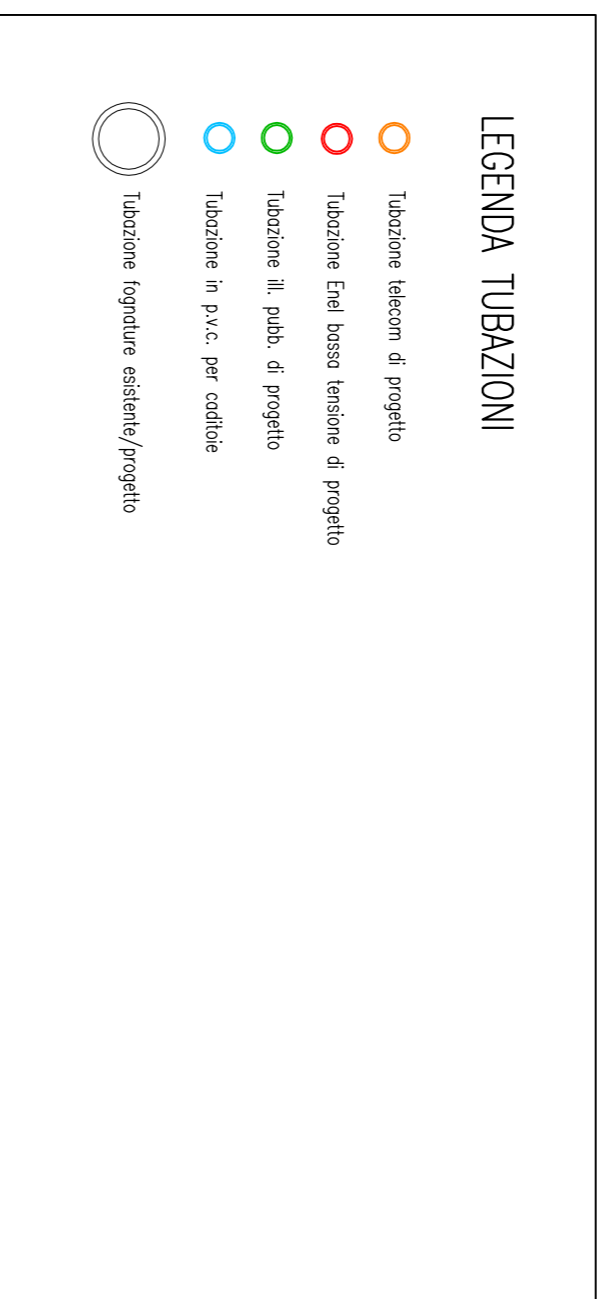 LEGENDA TUBAZIONI
Tubazione telecom di progetto
Tubazione Enel bassa tensione di progetto
Tubazione ill. pubb. di progetto
Tubazione in p.v.c. per caditoie
Tubazione fognature esistente/progetto